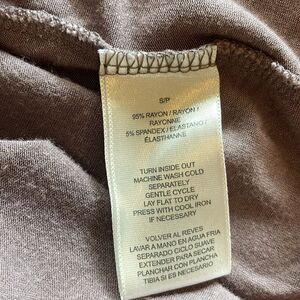 S/P
95% RAYON / RAYON /
RAYONNE
5% SPANDEX / ELASTANO /
ÉLASTHANNE
TURN INSIDE OUT
MACHINE WASH COLD
SEPARATELY
GENTLE CYCLE
LAY FLAT TO DRY
PRESS WITH COOL IRON
IF NECESSARY
VOLVER AL REVES
LAVAR A MANO EN AGUA FRIA
SEPARADO CICLO SUAVE
EXTENDER PARA SECAR
PLANCHAR CON PLANCHA
TIBIA SI ES NECESARIO